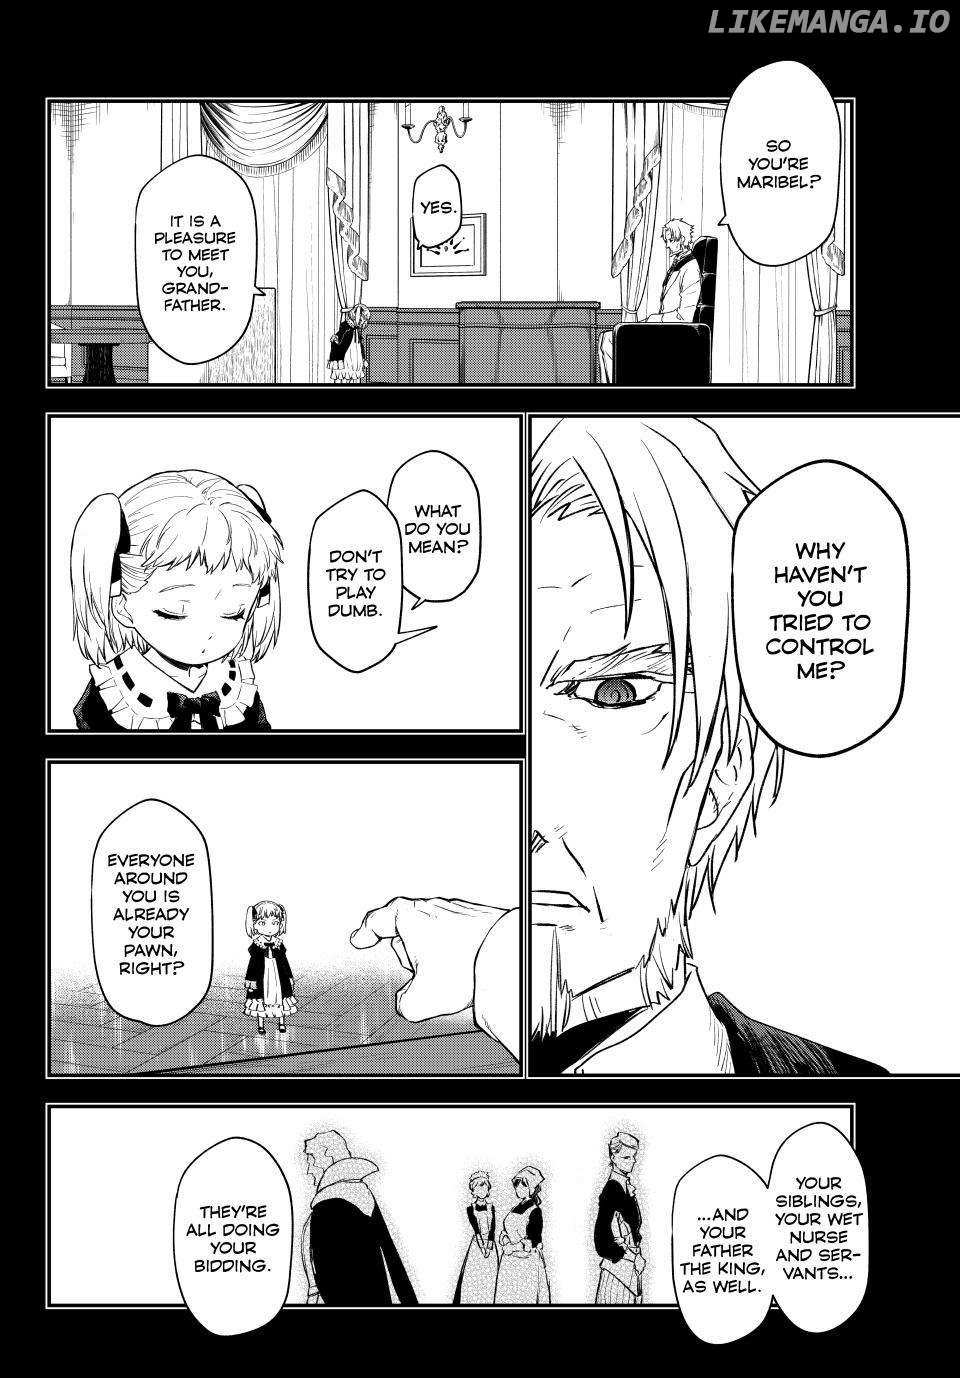 LIKEMANGA.IO
SO
YOU'RE
MARIBEL?
YES.
IT IS A
PLEASURE
TO MEET
YOU,
GRAND-
FATHER.
WHY
HAVEN'T
YOU
TRIED TO
CONTROL
ME?
WHAT
DO YOU
MEAN?
DON'T
TRY TO
PLAY
DUMB.
EVERYONE
AROUND
YOU IS
ALREADY
YOUR
PAWN,
RIGHT?
YOUR
SIBLINGS,
YOUR WET
NURSE
AND SER-
VANTS...
...AND
YOUR
FATHER
THE KING,
AS WELL.
THEY'RE
ALL DOING
YOUR
BIDDING.